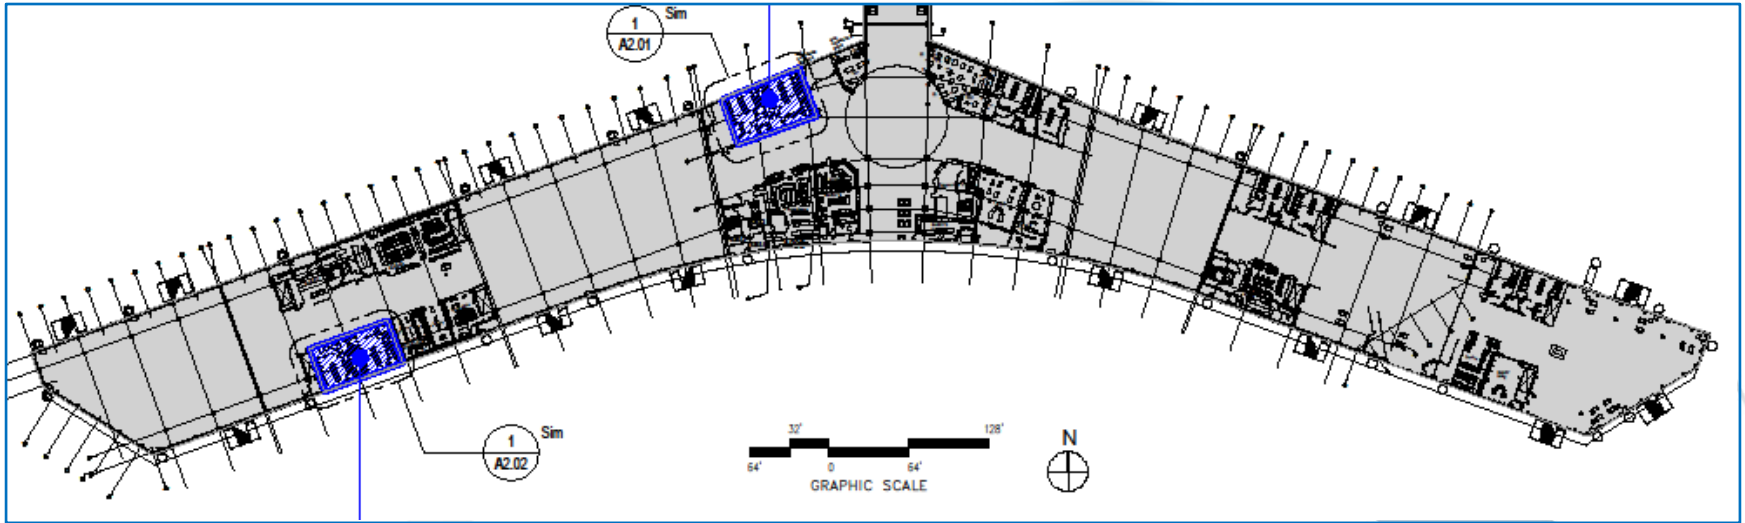 1
Sim
A2.01
1
Sim
A2.02
32'
128'
64'
0
64'
GRAPHIC SCALE
N